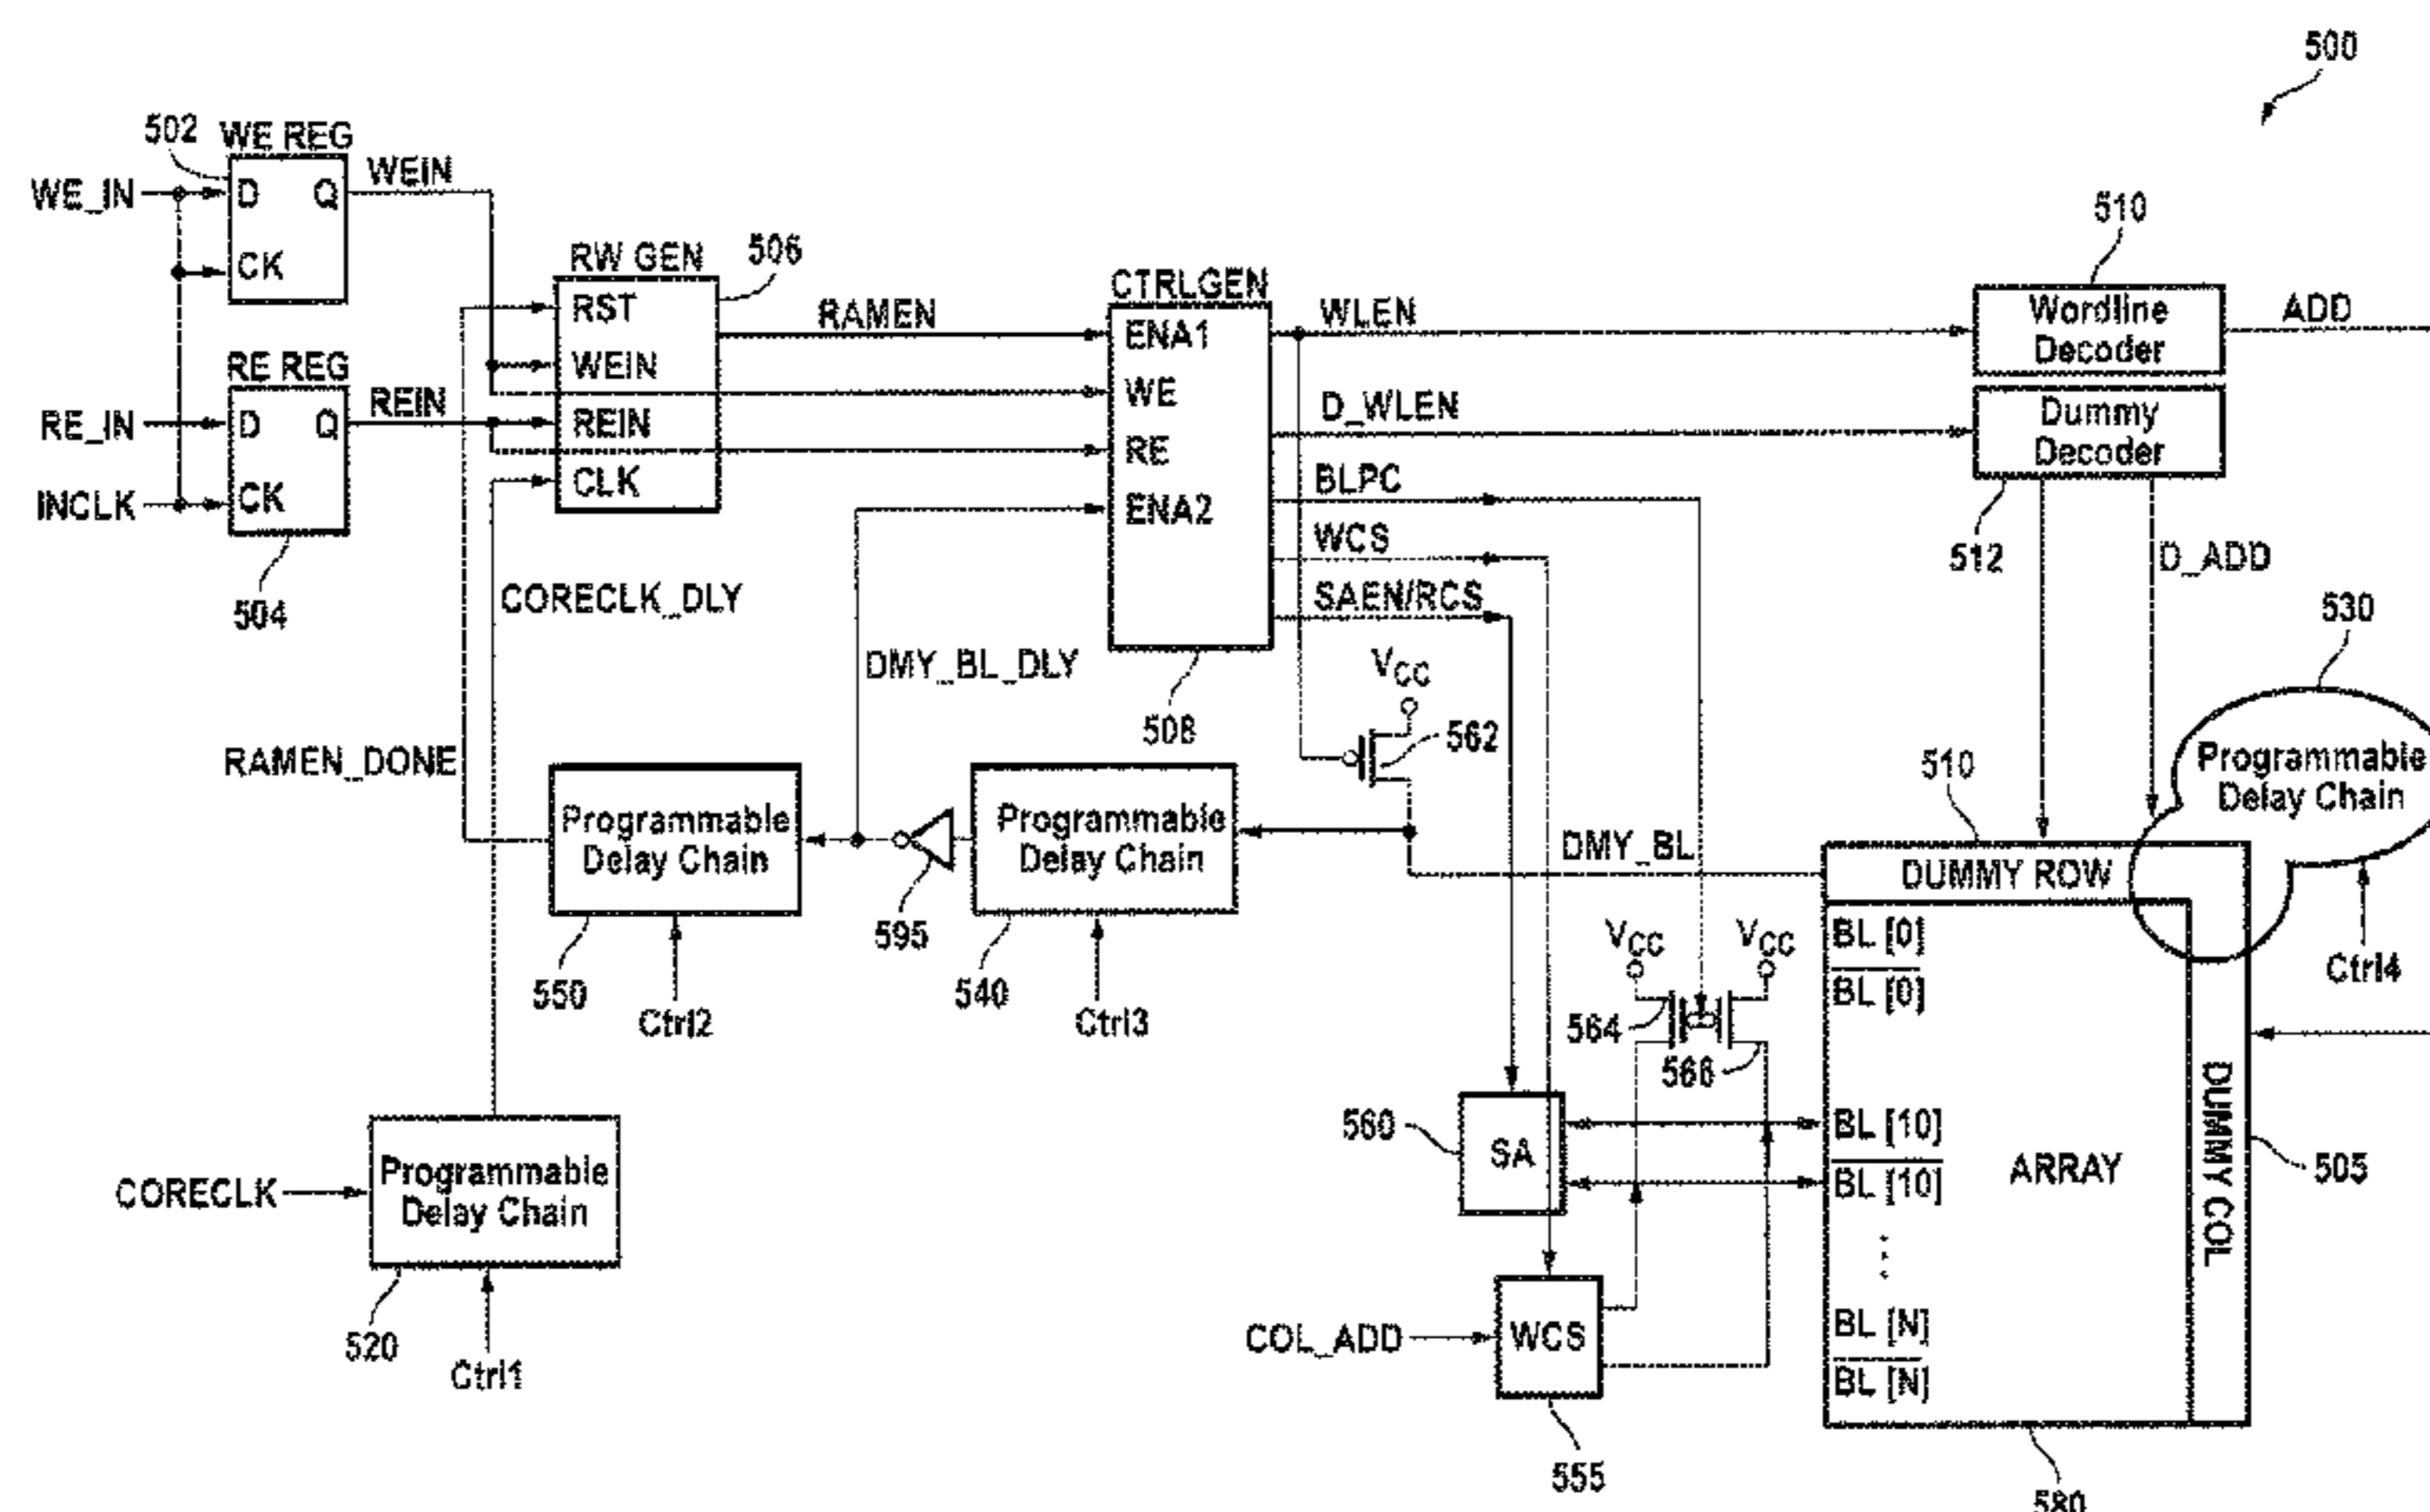 500
502
WE REG
WE_IN
D
Q
CK
WEIN
RE REG
RE_IN
D
Q
CK
REIN
INCLK
504
RW GEN
506
RST
WEIN
REIN
CLK
RAMEN
CORECLK_DLY
CTRLGEN
ENA1
WE
RE
ENA2
508
WLEN
D_WLEN
BLPC
WCS
SAEN/RCS
510
Wordline
Decoder
ADD
Dummy
Decoder
512
D_ADD
530
Programmable
Delay Chain
Ctrl4
DMY_BL_DLY
VCC
562
RAMEN_DONE
Programmable
Delay Chain
550
Ctrl2
595
Programmable
Delay Chain
540
Ctrl3
DMY_BL
510
DUMMY ROW
BL [0]
BL [0]
VCC
VCC
564
566
560
SA
BL [10]
BL [10]
ARRAY
DUMMY COL
505
CORECLK
Programmable
Delay Chain
520
Ctrl1
COL_ADD
WCS
555
BL [N]
BL [N]
580